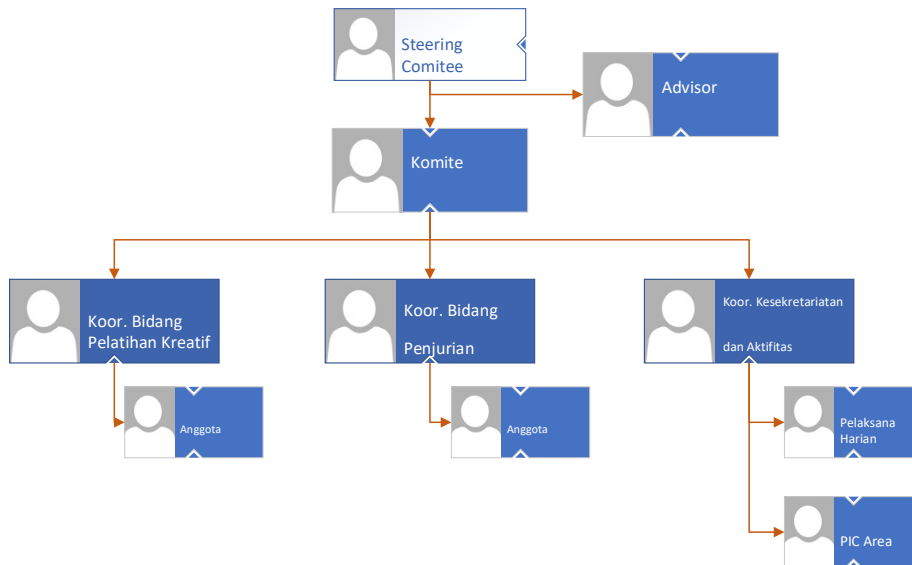 Steering
Comitee
Advisor
Komite
Koor. Bidang
Pelatihan Kreatif
Koor. Bidang
Penjurian
Koor. Kesekretariatan
dan Aktifitas
Anggota
Anggota
Pelaksana
Harian
PIC Area